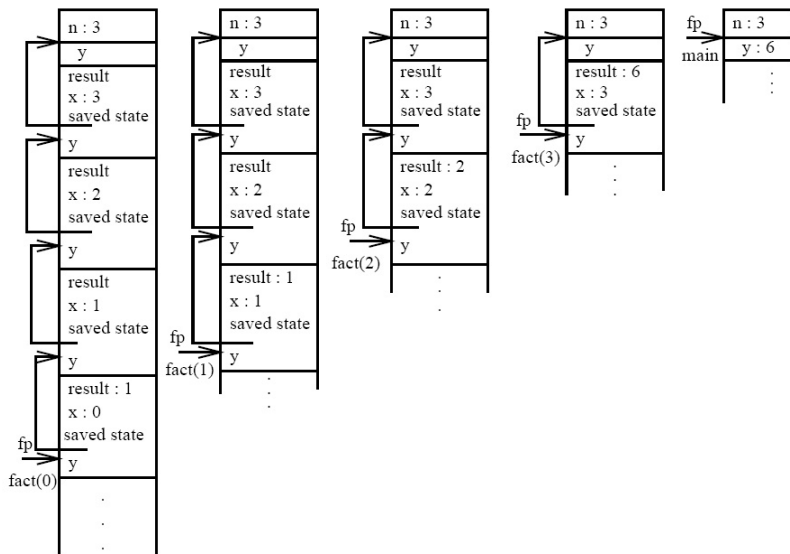 n : 3
y
result
x : 3
saved state
y
result
x : 2
saved state
y
result
x : 1
saved state
y
result : 1
x : 0
saved state
fp
y
fact(0)
n : 3
y
result
x : 3
saved state
y
result
x : 2
saved state
y
result : 1
x : 1
saved state
fp
y
fact(1)
n : 3
y
result
x : 3
saved state
y
result : 2
x : 2
saved state
fp
y
fact(2)
n : 3
y
result : 6
x : 3
saved state
fp
y
fact(3)
fp
n : 3
main
y : 6